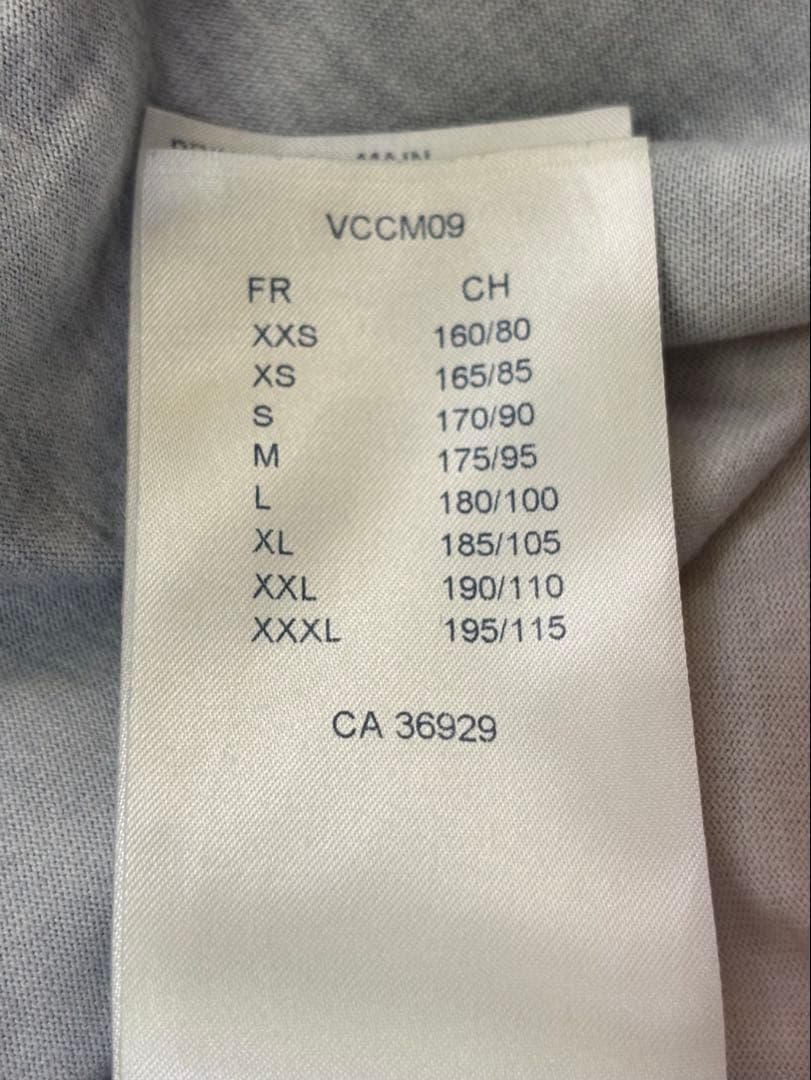 VCCM09
FR CH
XXS 160/80
XS 165/85
S 170/90
M 175/95
L 180/100
XL 185/105
XXL 190/110
XXXL 195/115
CA 36929